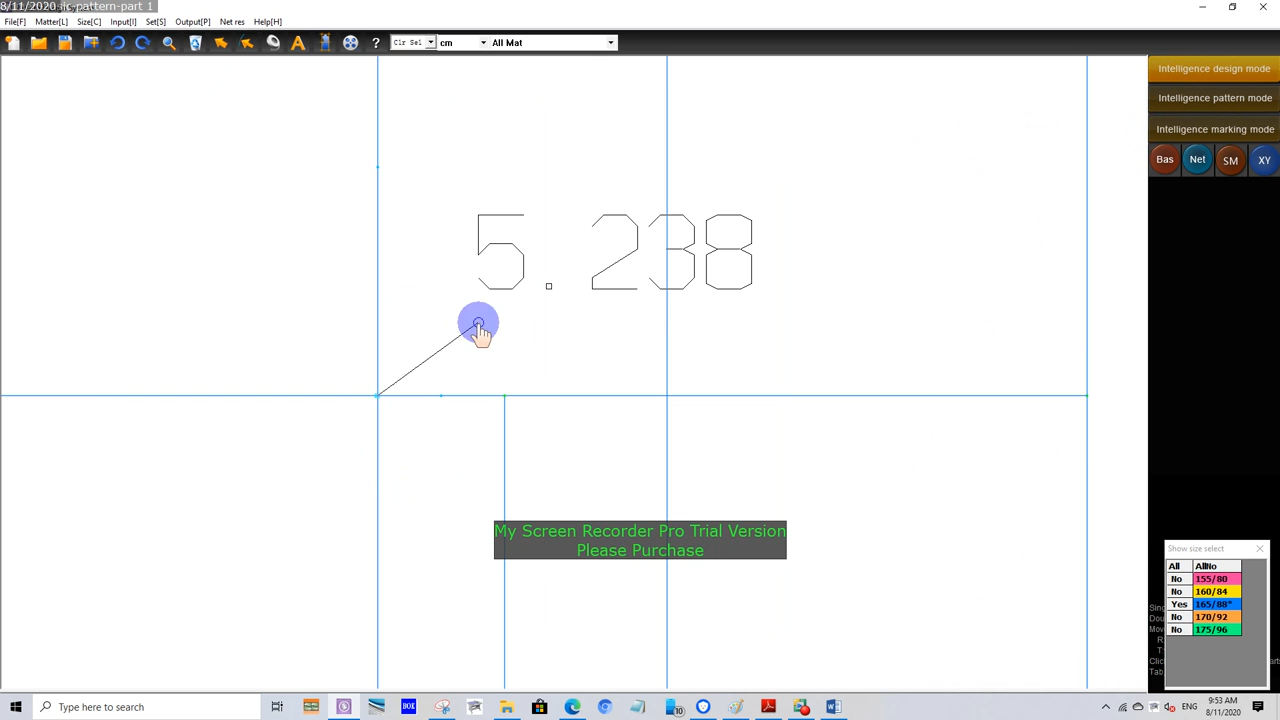 8/11/2020 ilc-pattern-part 1
File[F] Matter[L] Size[C] Input[I] Set[S] Output[P] Net res Help[H]
Clr Sel cm All Mat
Intelligence design mode
Intelligence pattern mode
Intelligence marking mode
Bas Net SM XY
5.238
My Screen Recorder Pro Trial Version
Please Purchase
Show size select
All AllNo
No 155/80
No 160/84
Yes 165/88*
No 170/92
No 175/96
Type here to search
9:53 AM
8/11/2020